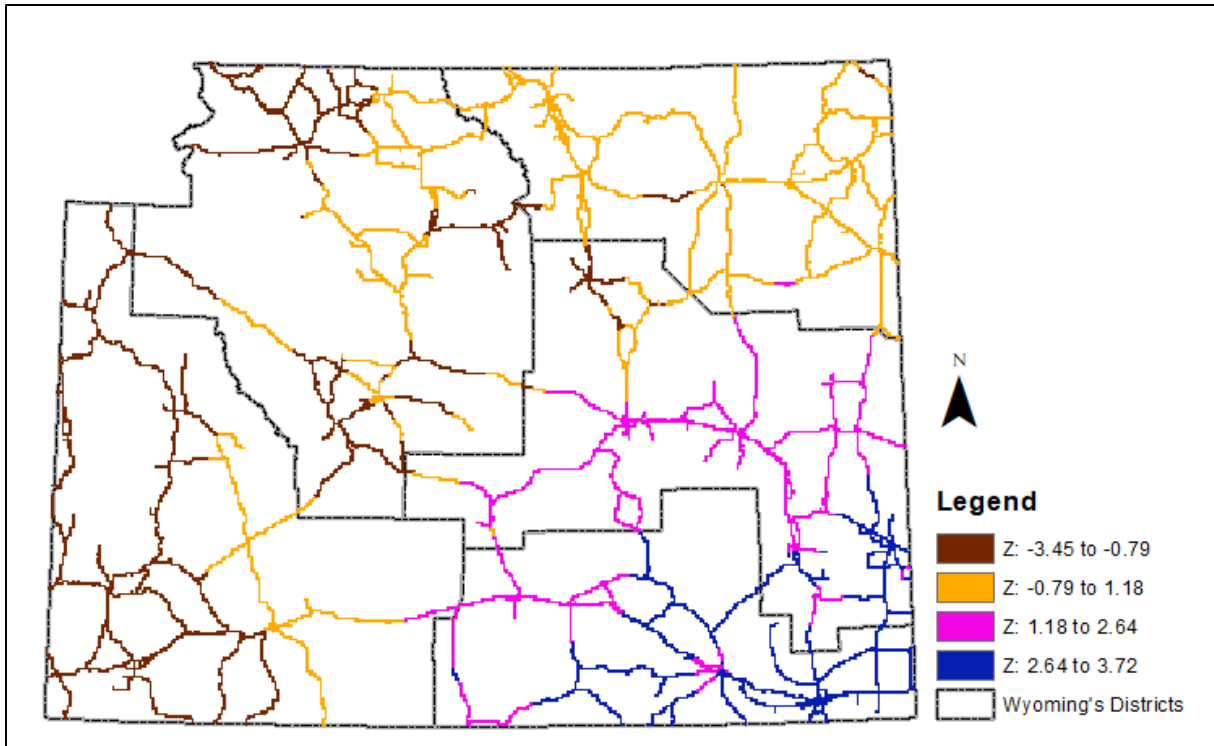 N
Legend
Z: -3.45 to -0.79
Z: -0.79 to 1.18
Z: 1.18 to 2.64
Z: 2.64 to 3.72
Wyoming's Districts